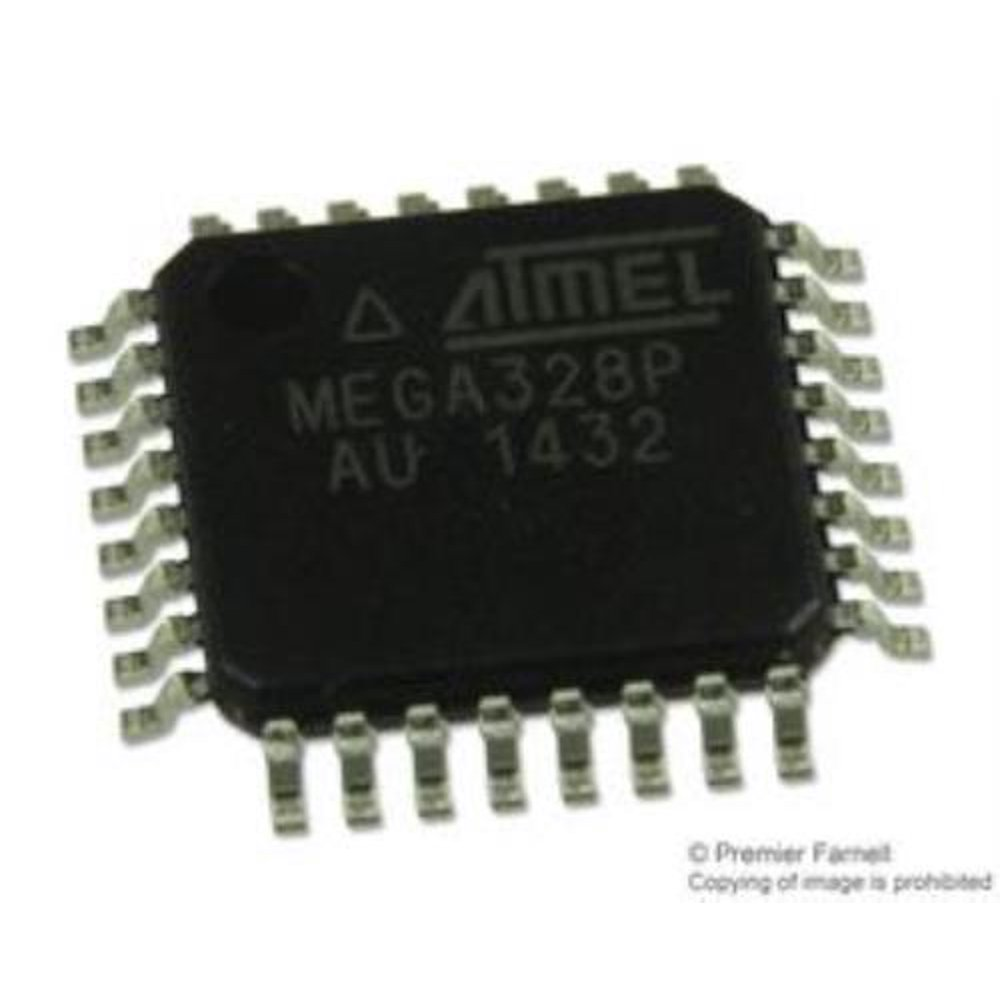 ATMEL
MEGA328P
AU 1432
© Premier Farnell
Copying of image is prohibited